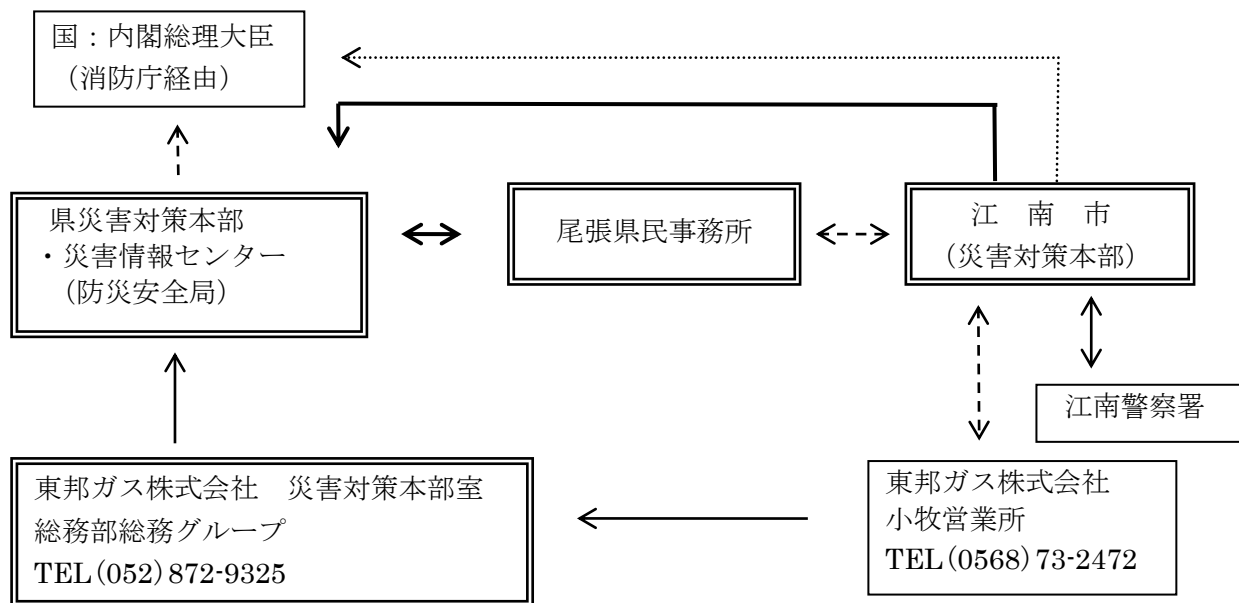 国：内閣総理大臣
（消防庁経由）
県災害対策本部
・災害情報センター
（防災安全局）
尾張県民事務所
江　南　市
（災害対策本部）
江南警察署
東邦ガス株式会社　災害対策本部室
総務部総務グループ
TEL（052）872-9325
東邦ガス株式会社
小牧営業所
TEL（0568）73-2472